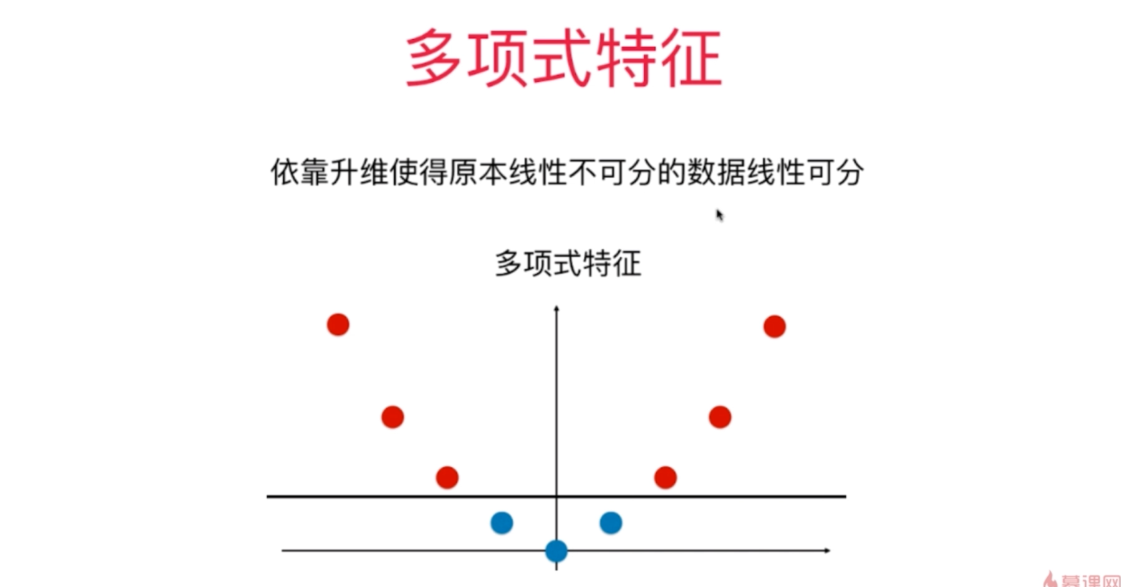 多项式特征
依靠升维使得原本线性不可分的数据线性可分
多项式特征
慕课网